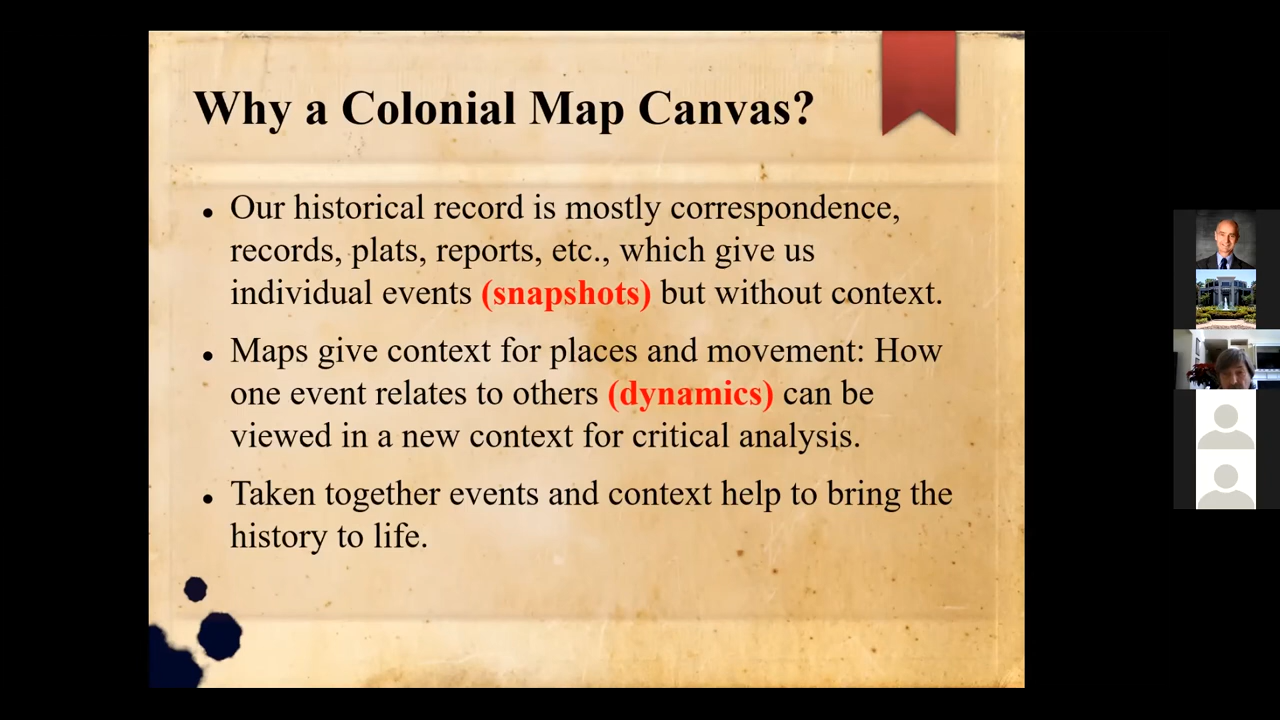 Why a Colonial Map Canvas?
• Our historical record is mostly correspondence,
records, plats, reports, etc., which give us
individual events (snapshots) but without context.
• Maps give context for places and movement: How
one event relates to others (dynamics) can be
viewed in a new context for critical analysis.
• Taken together events and context help to bring the
history to life.